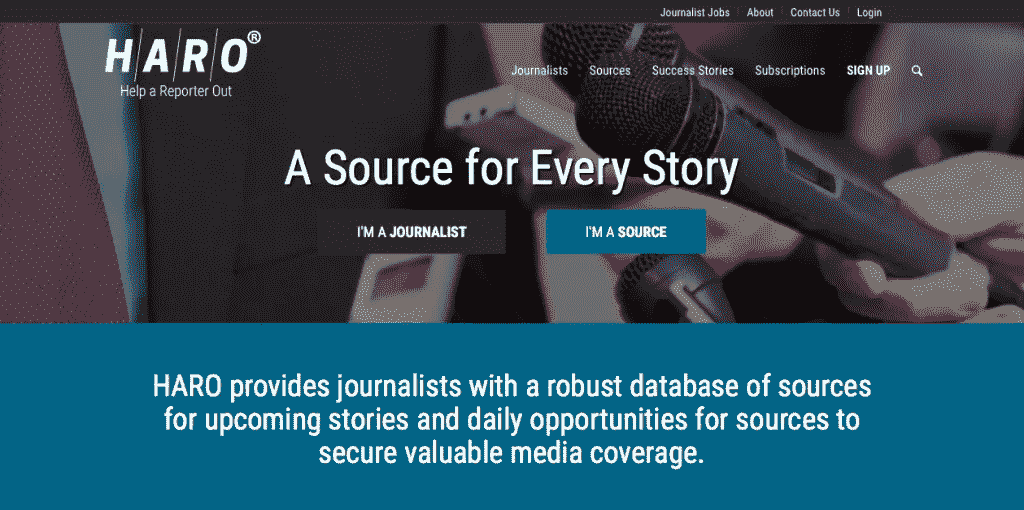 Journalist Jobs About Contact Us Login
HARO®
Help a Reporter Out
Journalists Sources Success Stories Subscriptions SIGN UP
A Source for Every Story
I'M A JOURNALIST I'M A SOURCE
HARO provides journalists with a robust database of sources
for upcoming stories and daily opportunities for sources to
secure valuable media coverage.